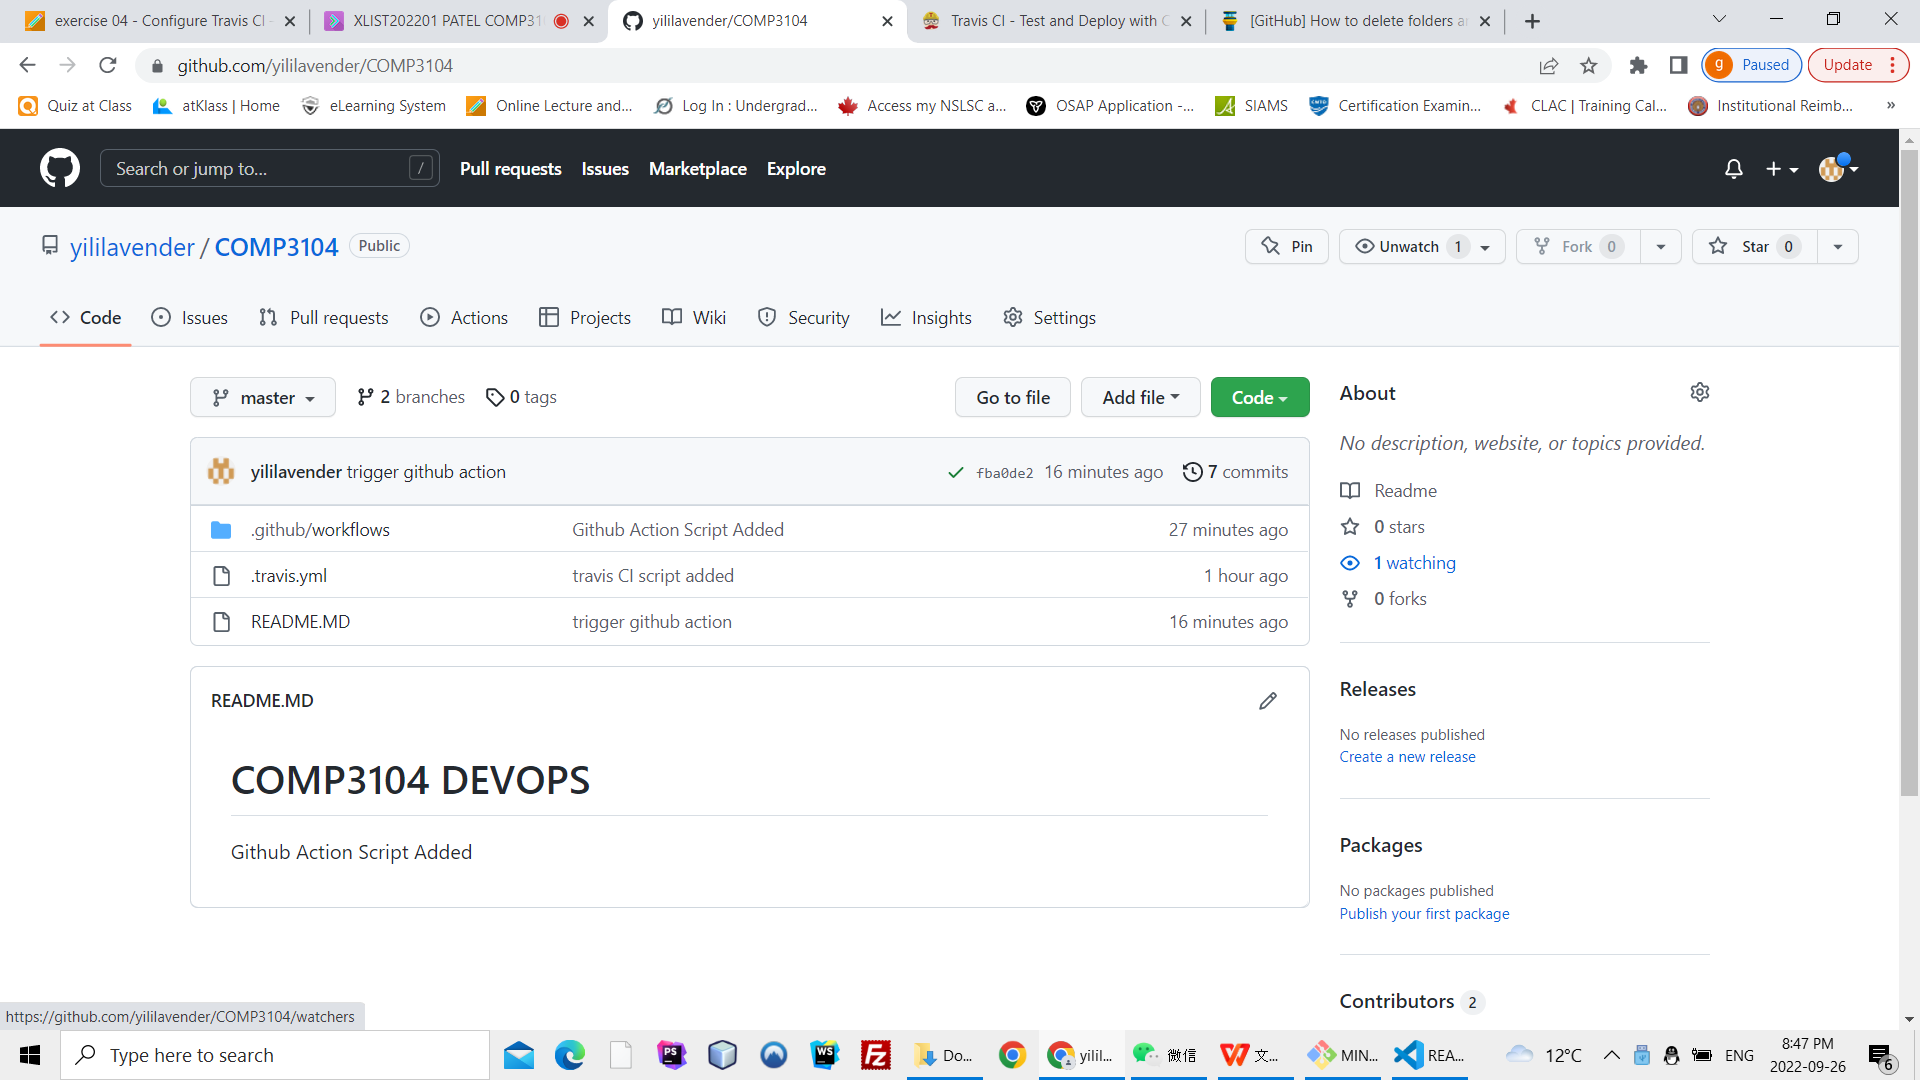 exercise 04 - Configure Travis CI -
XLIST202201 PATEL COMP31
yililavender/COMP3104
Travis CI - Test and Deploy with C
[GitHub] How to delete folders a
github.com/yililavender/COMP3104
g Paused
Update
Quiz at Class
atKlass | Home
eLearning System
Online Lecture and...
Log In : Undergrad...
Access my NSLSC a...
OSAP Application -...
SIAMS
Certification Examin...
CLAC | Training Cal...
Institutional Reimb...
»
Search or jump to... /
Pull requests
Issues
Marketplace
Explore
yililavender / COMP3104 Public
Pin
Unwatch 1
Fork 0
Star 0
Code
Issues
Pull requests
Actions
Projects
Wiki
Security
Insights
Settings
master
2 branches
0 tags
Go to file
Add file
Code
yililavender trigger github action
fba0de2 16 minutes ago
7 commits
.github/workflows Github Action Script Added 27 minutes ago
.travis.yml travis CI script added 1 hour ago
README.MD trigger github action 16 minutes ago
README.MD
COMP3104 DEVOPS
Github Action Script Added
About
No description, website, or topics provided.
Readme
0 stars
1 watching
0 forks
Releases
No releases published
Create a new release
Packages
No packages published
Publish your first package
Contributors 2
https://github.com/yililavender/COMP3104/watchers
Type here to search
PS
WS
FZ
Do...
yilil...
微信
文...
MIN...
REA...
12°C
ENG
8:47 PM
2022-09-26
6